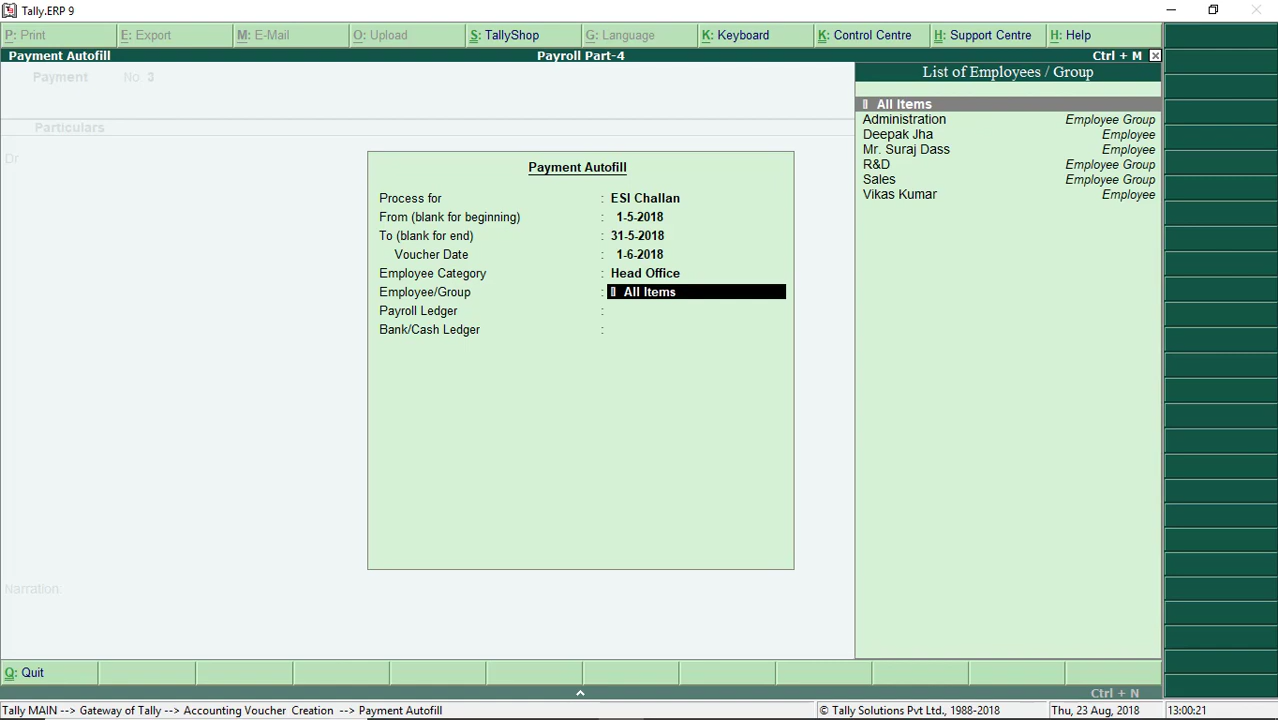 Tally.ERP 9
P: Print E: Export M: E-Mail O: Upload S: TallyShop G: Language K: Keyboard K: Control Centre H: Support Centre H: Help
Payment Autofill Payroll Part-4 Ctrl + M
Payment No 3
Particulars
Dr
Payment Autofill
Process for : ESI Challan
From (blank for beginning) : 1-5-2018
To (blank for end) : 31-5-2018
Voucher Date : 1-6-2018
Employee Category : Head Office
Employee/Group : All Items
Payroll Ledger :
Bank/Cash Ledger :
Narration
List of Employees / Group
All Items
Administration Employee Group
Deepak Jha Employee
Mr. Suraj Dass Employee
R&D Employee Group
Sales Employee Group
Vikas Kumar Employee
Q: Quit
Ctrl + N
Tally MAIN --> Gateway of Tally --> Accounting Voucher Creation --> Payment Autofill © Tally Solutions Pvt Ltd., 1988-2018 Thu, 23 Aug, 2018 13:00:21